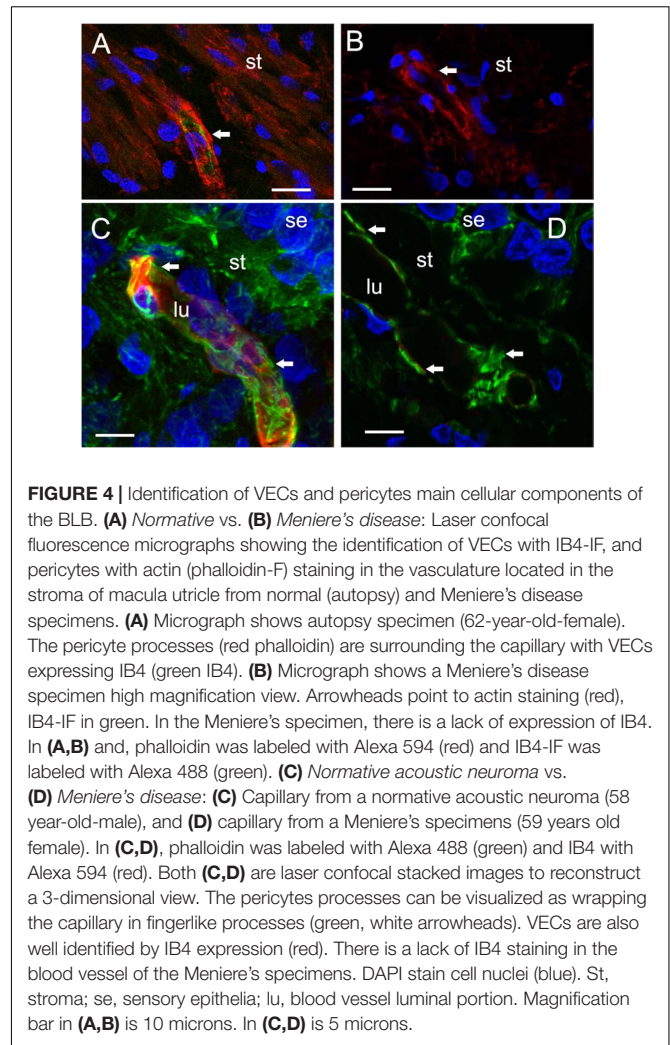 A
st
B
st
C
se
st
lu
se
D
st
lu
FIGURE 4 | Identification of VECs and pericytes main cellular components of
the BLB. (A) Normative vs. (B) Meniere's disease: Laser confocal
fluorescence micrographs showing the identification of VECs with IB4-IF, and
pericytes with actin (phalloidin-F) staining in the vasculature located in the
stroma of macula utricle from normal (autopsy) and Meniere's disease
specimens. (A) Micrograph shows autopsy specimen (62-year-old-female).
The pericyte processes (red phalloidin) are surrounding the capillary with VECs
expressing IB4 (green IB4). (B) Micrograph shows a Meniere's disease
specimen high magnification view. Arrowheads point to actin staining (red),
IB4-IF in green. In the Meniere's specimen, there is a lack of expression of IB4.
In (A,B) and, phalloidin was labeled with Alexa 594 (red) and IB4-IF was
labeled with Alexa 488 (green). (C) Normative acoustic neuroma vs.
(D) Meniere's disease: (C) Capillary from a normative acoustic neuroma (58
year-old-male), and (D) capillary from a Meniere's specimens (59 years old
female). In (C,D), phalloidin was labeled with Alexa 488 (green) and IB4 with
Alexa 594 (red). Both (C,D) are laser confocal stacked images to reconstruct
a 3-dimensional view. The pericytes processes can be visualized as wrapping
the capillary in fingerlike processes (green, white arrowheads). VECs are also
well identified by IB4 expression (red). There is a lack of IB4 staining in the
blood vessel of the Meniere's specimens. DAPI stain cell nuclei (blue). St,
stroma; se, sensory epithelia; lu, blood vessel luminal portion. Magnification
bar in (A,B) is 10 microns. In (C,D) is 5 microns.